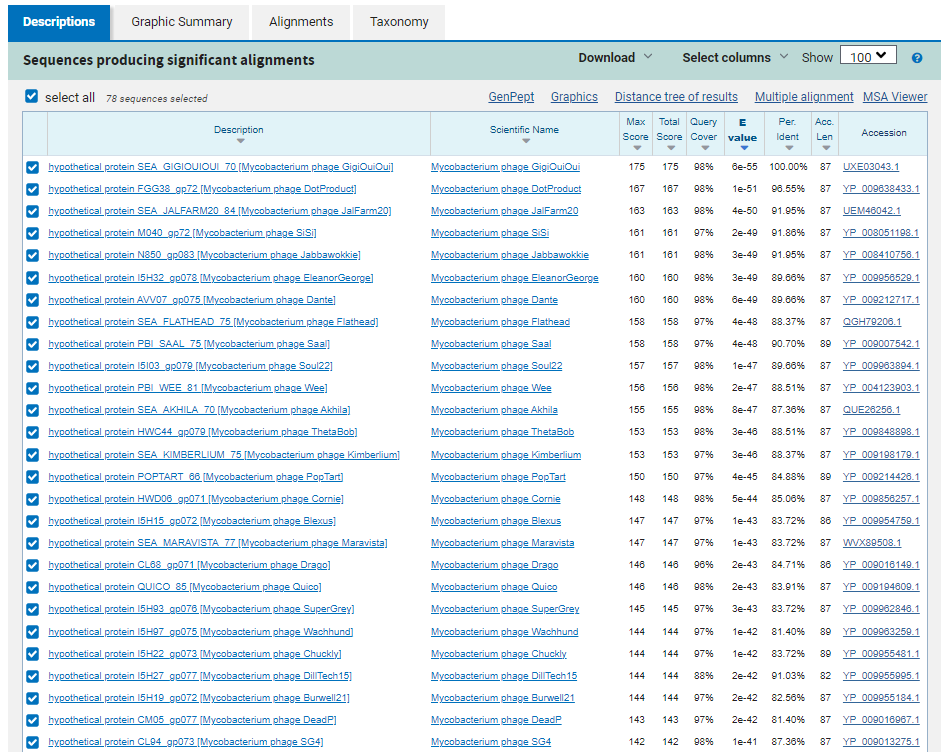 Descriptions Graphic Summary Alignments Taxonomy
Sequences producing significant alignments Download Select columns Show 100 ?
select all 78 sequences selected GenPept Graphics Distance tree of results Multiple alignment MSA Viewer
Description Scientific Name Max Score Total Score Query Cover E value Per. Ident Acc. Len Accession
hypothetical protein SEA_GIGIOUIOUI_70 [Mycobacterium phage GigiOuiOui] Mycobacterium phage GigiOuiOui 175 175 98% 6e-55 100.00% 87 UXE03043.1
hypothetical protein FGG38_gp72 [Mycobacterium phage DotProduct] Mycobacterium phage DotProduct 167 167 98% 1e-51 96.55% 87 YP_009638433.1
hypothetical protein SEA_JALFARM20_84 [Mycobacterium phage JalFarm20] Mycobacterium phage JalFarm20 163 163 98% 4e-50 91.95% 87 UEM46042.1
hypothetical protein M040_gp72 [Mycobacterium phage SiSi] Mycobacterium phage SiSi 161 161 97% 2e-49 91.86% 87 YP_008051198.1
hypothetical protein N850_gp083 [Mycobacterium phage Jabbawokkie] Mycobacterium phage Jabbawokkie 161 161 98% 3e-49 91.95% 87 YP_008410756.1
hypothetical protein I5H32_gp078 [Mycobacterium phage EleanorGeorge] Mycobacterium phage EleanorGeorge 160 160 98% 3e-49 89.66% 87 YP_009956529.1
hypothetical protein AVV07_gp075 [Mycobacterium phage Dante] Mycobacterium phage Dante 160 160 98% 6e-49 89.66% 87 YP_009212717.1
hypothetical protein SEA_FLATHEAD_75 [Mycobacterium phage Flathead] Mycobacterium phage Flathead 158 158 97% 4e-48 88.37% 87 QGH79206.1
hypothetical protein PBI_SAAL_75 [Mycobacterium phage Saal] Mycobacterium phage Saal 158 158 97% 4e-48 90.70% 89 YP_009007542.1
hypothetical protein I5I03_gp079 [Mycobacterium phage Soul22] Mycobacterium phage Soul22 157 157 98% 1e-47 89.66% 87 YP_009963894.1
hypothetical protein PBI_WEE_81 [Mycobacterium phage Wee] Mycobacterium phage Wee 156 156 98% 2e-47 88.51% 87 YP_004123903.1
hypothetical protein SEA_AKHILA_70 [Mycobacterium phage Akhila] Mycobacterium phage Akhila 155 155 98% 8e-47 87.36% 87 QUE26256.1
hypothetical protein HWC44_gp079 [Mycobacterium phage ThetaBob] Mycobacterium phage ThetaBob 153 153 98% 3e-46 88.51% 87 YP_009848898.1
hypothetical protein SEA_KIMBERLIUM_75 [Mycobacterium phage Kimberlium] Mycobacterium phage Kimberlium 153 153 97% 3e-46 88.37% 87 YP_009198179.1
hypothetical protein POPTART_66 [Mycobacterium phage PopTart] Mycobacterium phage PopTart 150 150 97% 4e-45 84.88% 89 YP_009214426.1
hypothetical protein HWD06_gp071 [Mycobacterium phage Cornie] Mycobacterium phage Cornie 148 148 98% 5e-44 85.06% 87 YP_009856257.1
hypothetical protein I5H15_gp072 [Mycobacterium phage Blexus] Mycobacterium phage Blexus 147 147 97% 1e-43 83.72% 86 YP_009954759.1
hypothetical protein SEA_MARAVISTA_77 [Mycobacterium phage Maravista] Mycobacterium phage Maravista 147 147 97% 1e-43 83.72% 87 WVX89508.1
hypothetical protein CL68_gp071 [Mycobacterium phage Drago] Mycobacterium phage Drago 146 146 96% 2e-43 84.71% 86 YP_009016149.1
hypothetical protein QUICO_85 [Mycobacterium phage Quico] Mycobacterium phage Quico 146 146 98% 2e-43 83.91% 87 YP_009194609.1
hypothetical protein I5H93_gp076 [Mycobacterium phage SuperGrey] Mycobacterium phage SuperGrey 145 145 97% 3e-43 83.72% 87 YP_009962846.1
hypothetical protein I5H97_gp075 [Mycobacterium phage Wachhund] Mycobacterium phage Wachhund 144 144 97% 1e-42 81.40% 89 YP_009963259.1
hypothetical protein I5H22_gp073 [Mycobacterium phage Chuckly] Mycobacterium phage Chuckly 144 144 97% 1e-42 83.72% 89 YP_009955481.1
hypothetical protein I5H27_gp077 [Mycobacterium phage DillTech15] Mycobacterium phage DillTech15 144 144 88% 2e-42 91.03% 82 YP_009955995.1
hypothetical protein I5H19_gp072 [Mycobacterium phage Burwell21] Mycobacterium phage Burwell21 144 144 97% 2e-42 82.56% 87 YP_009955184.1
hypothetical protein CM05_gp077 [Mycobacterium phage DeadP] Mycobacterium phage DeadP 143 143 97% 2e-42 81.40% 87 YP_009016967.1
hypothetical protein CL94_gp073 [Mycobacterium phage SG4] Mycobacterium phage SG4 142 142 98% 1e-41 87.36% 87 YP_009013275.1